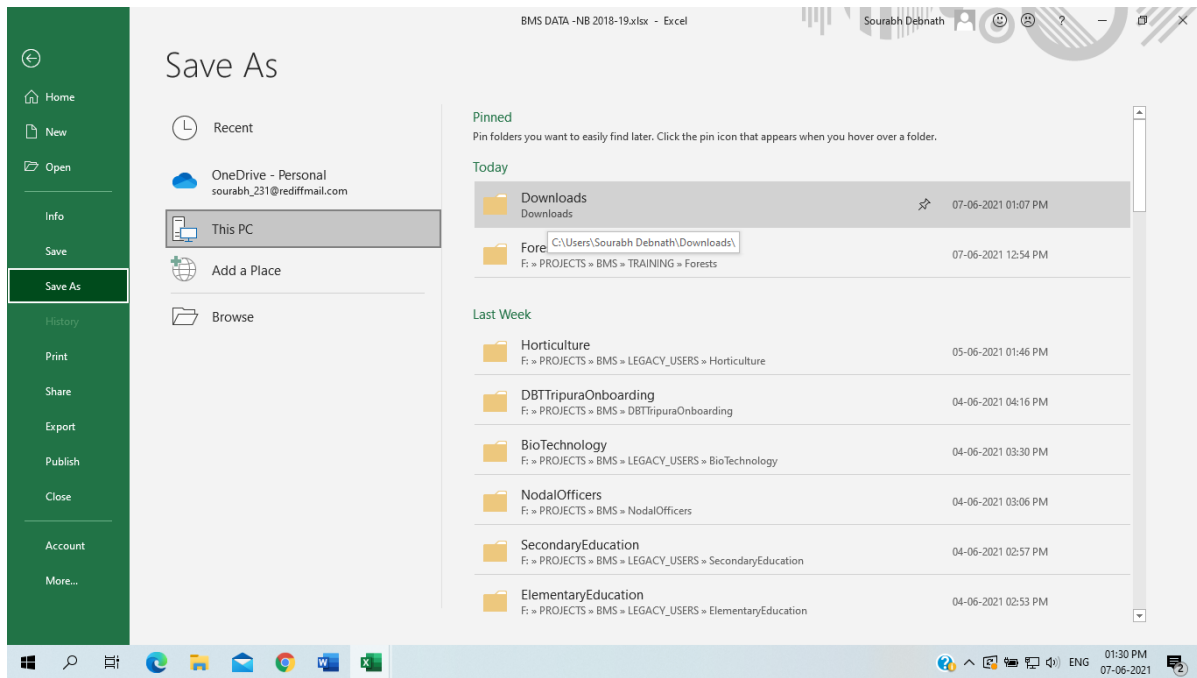 BMS DATA -NB 2018-19.xlsx - Excel
Sourabh Debnath
?
Save As
Home
New
Open
Info
Save
Save As
History
Print
Share
Export
Publish
Close
Account
More...
Recent
OneDrive - Personal
sourabh_231@rediffmail.com
This PC
Add a Place
Browse
Pinned
Pin folders you want to easily find later. Click the pin icon that appears when you hover over a folder.
Today
Downloads
Downloads
07-06-2021 01:07 PM
C:\Users\Sourabh Debnath\Downloads\
F: » PROJECTS » BMS » TRAINING » Forests
07-06-2021 12:54 PM
Last Week
Horticulture
F: » PROJECTS » BMS » LEGACY_USERS » Horticulture
05-06-2021 01:46 PM
DBTTripuraOnboarding
F: » PROJECTS » BMS » DBTTripuraOnboarding
04-06-2021 04:16 PM
BioTechnology
F: » PROJECTS » BMS » LEGACY_USERS » BioTechnology
04-06-2021 03:30 PM
NodalOfficers
F: » PROJECTS » BMS » NodalOfficers
04-06-2021 03:06 PM
SecondaryEducation
F: » PROJECTS » BMS » LEGACY_USERS » SecondaryEducation
04-06-2021 02:57 PM
ElementaryEducation
F: » PROJECTS » BMS » LEGACY_USERS » ElementaryEducation
04-06-2021 02:53 PM
ENG
01:30 PM
07-06-2021
2